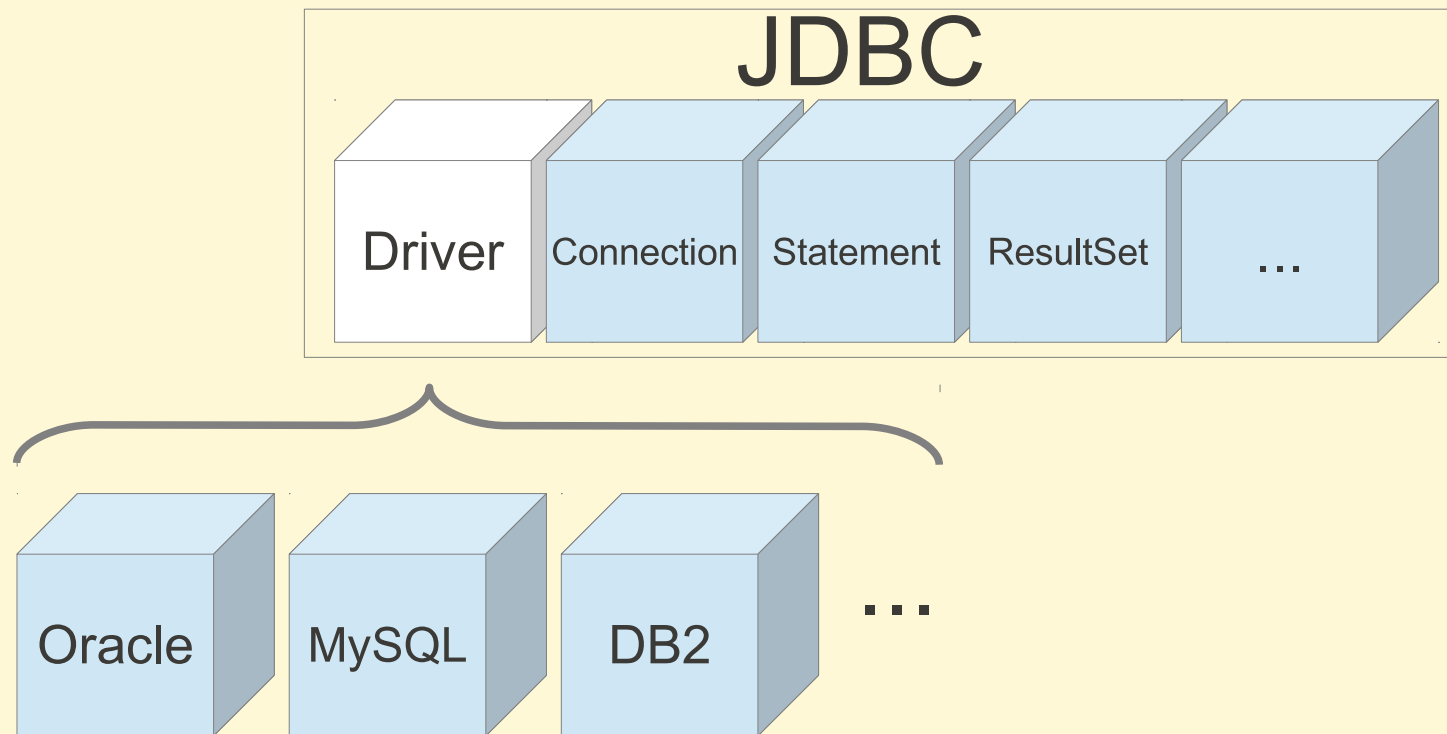 JDBC
Driver Connection Statement ResultSet ...
Oracle MySQL DB2 ...